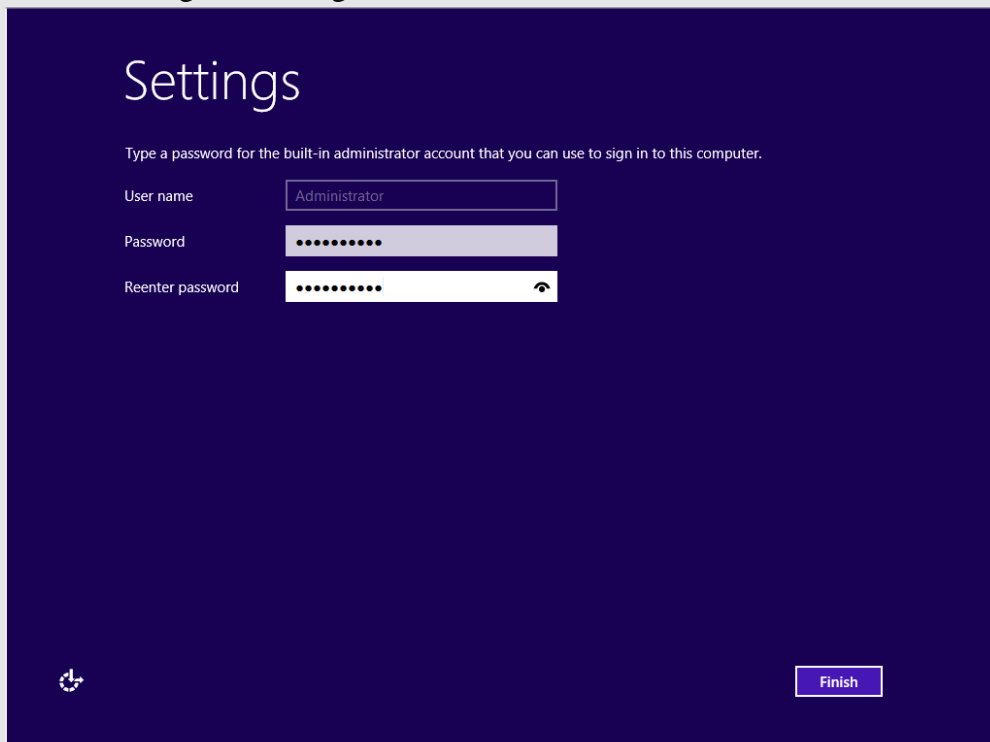 Settings
Type a password for the built-in administrator account that you can use to sign in to this computer.
User name Administrator
Password ••••••••••
Reenter password ••••••••••
Finish